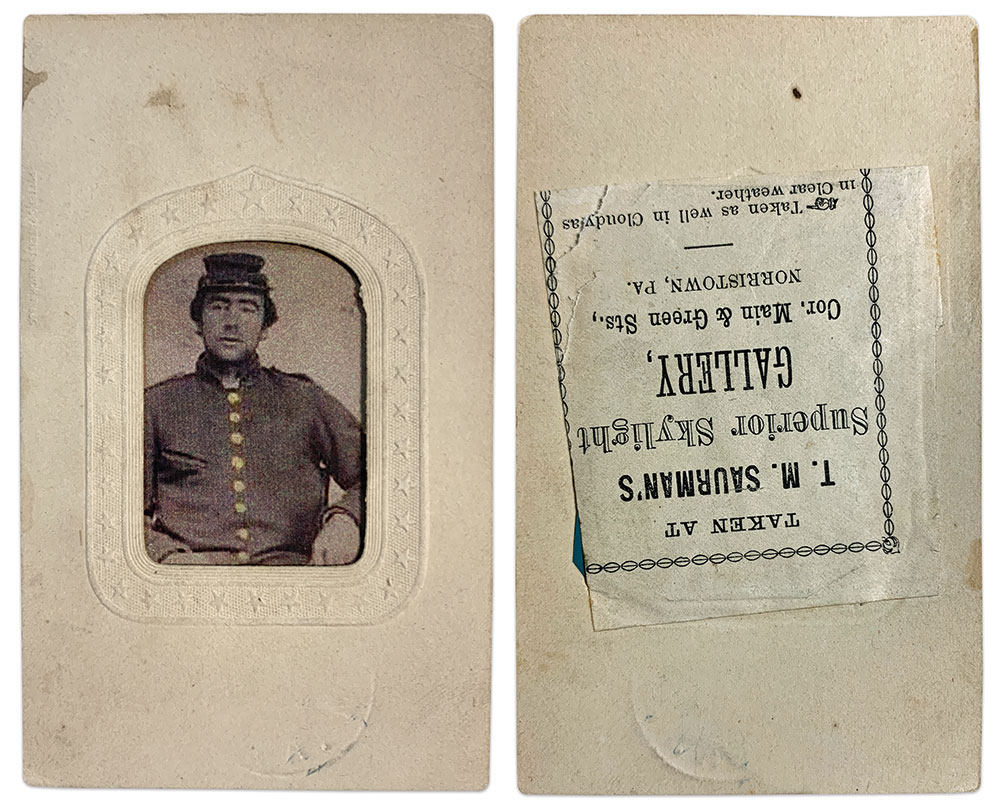 TAKEN AT
T. M. SAURMAN'S
Superior Skylight
GALLERY,
Cor. Main & Green Sts.,
NORRISTOWN, PA.
Taken as well in Cloudy as
in Clear weather.